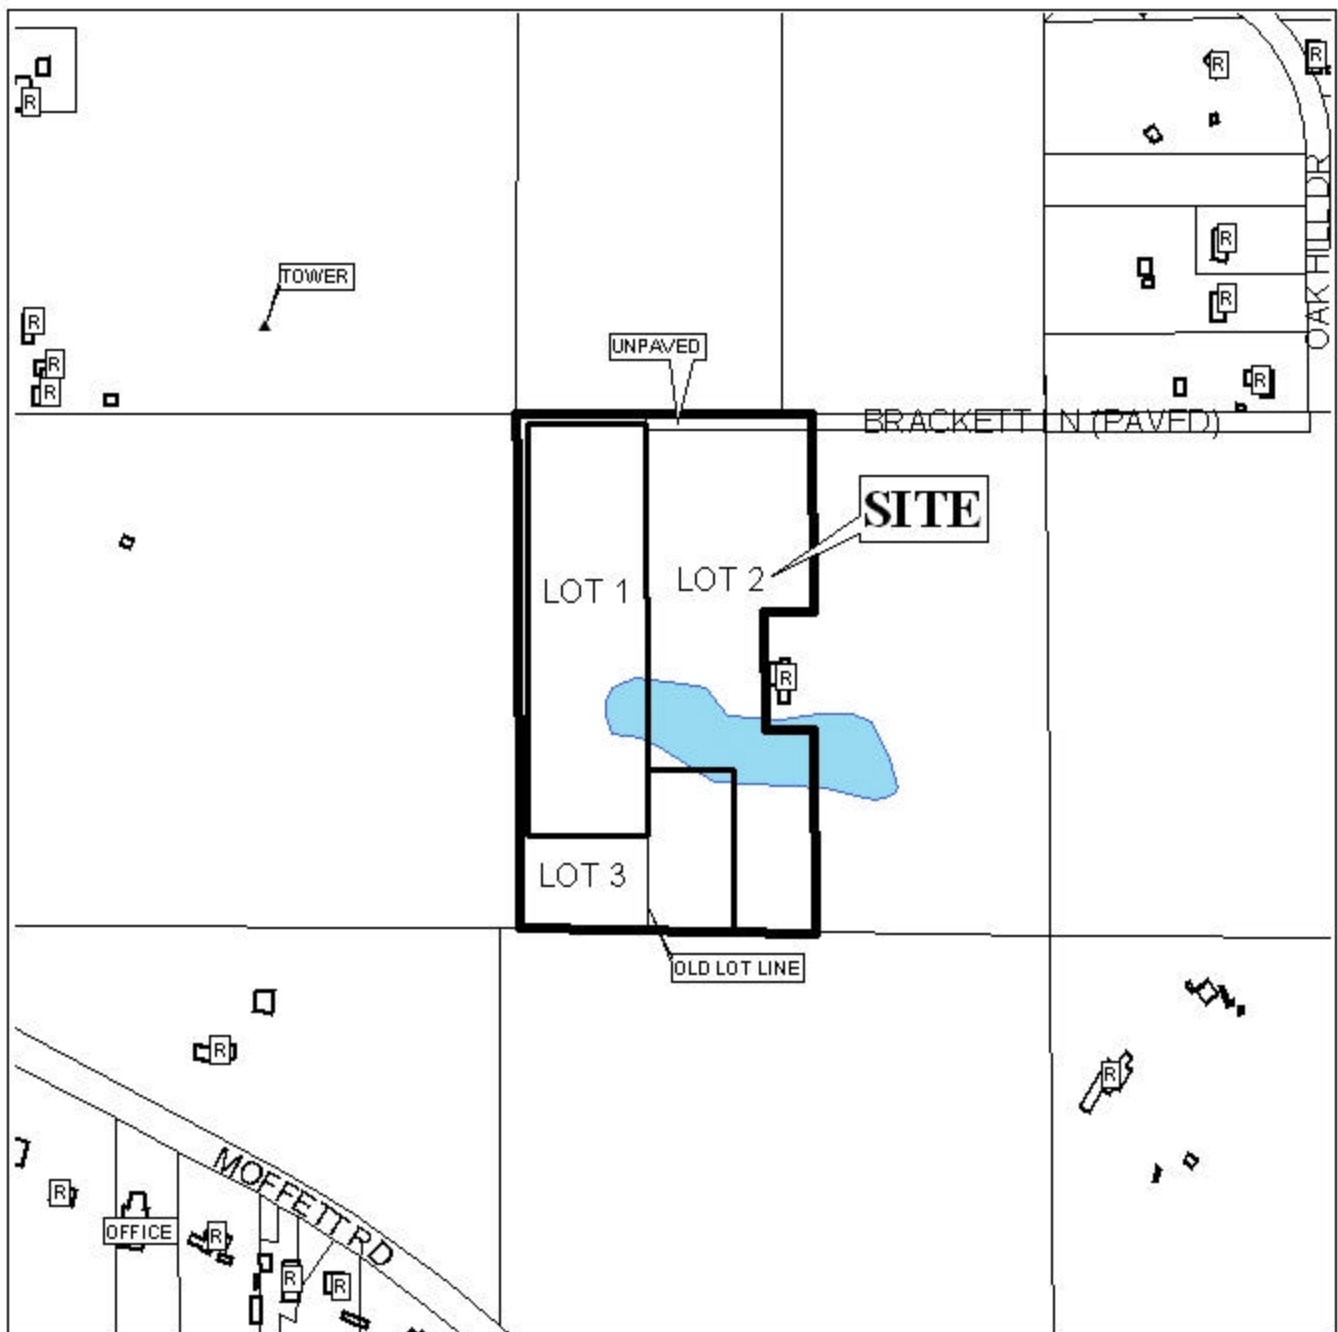 R
R
R
OAK HILL DR
TOWER
R
R
R
R
R
UNPAVED
R
R
BRACKETT LN (PAVED)
SITE
LOT 1
LOT 2
R
LOT 3
OLD LOT LINE
R
R
MOFFETT RD
R
OFFICE
R
R
R